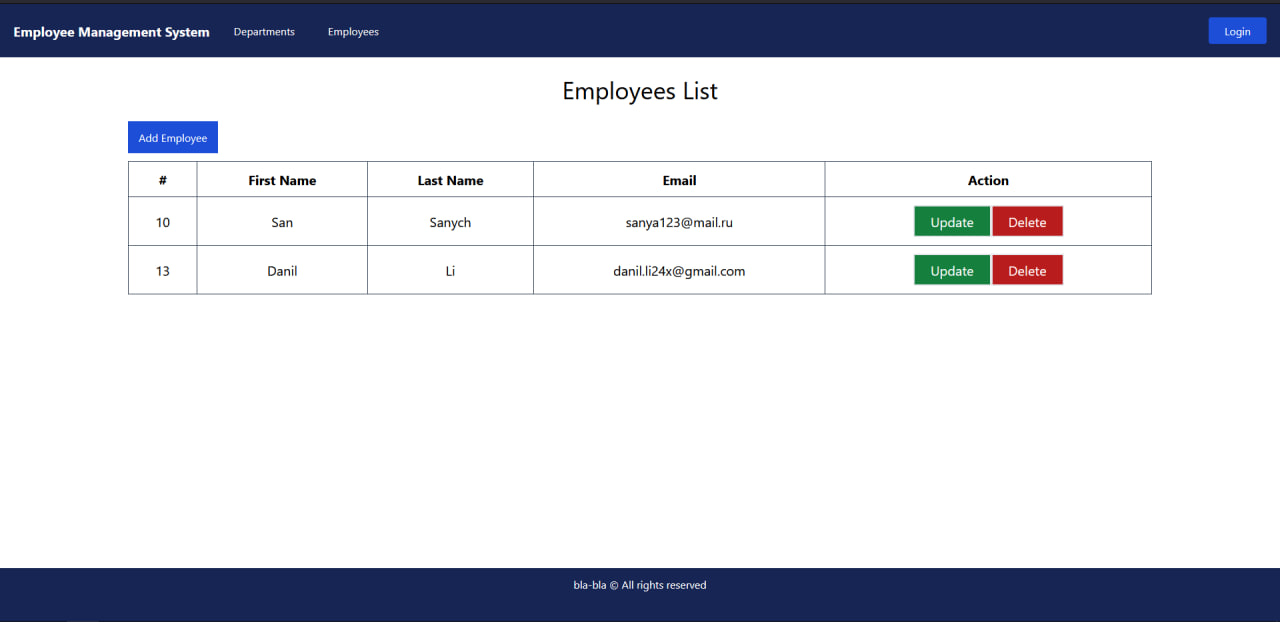 Employee Management System Departments Employees Login
Employees List
Add Employee
# First Name Last Name Email Action
10 San Sanych sanya123@mail.ru Update Delete
13 Danil Li danil.li24x@gmail.com Update Delete
bla-bla © All rights reserved